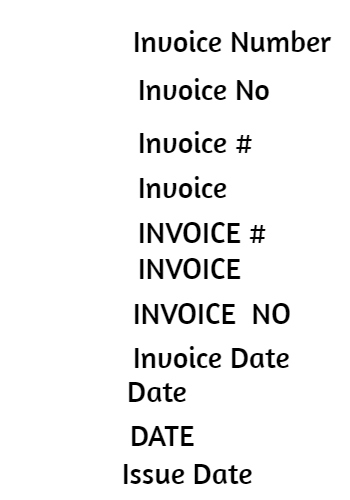 Invoice Number
Invoice No
Invoice #
Invoice
INVOICE #
INVOICE
INVOICE  NO
Invoice Date
Date
DATE
Issue Date